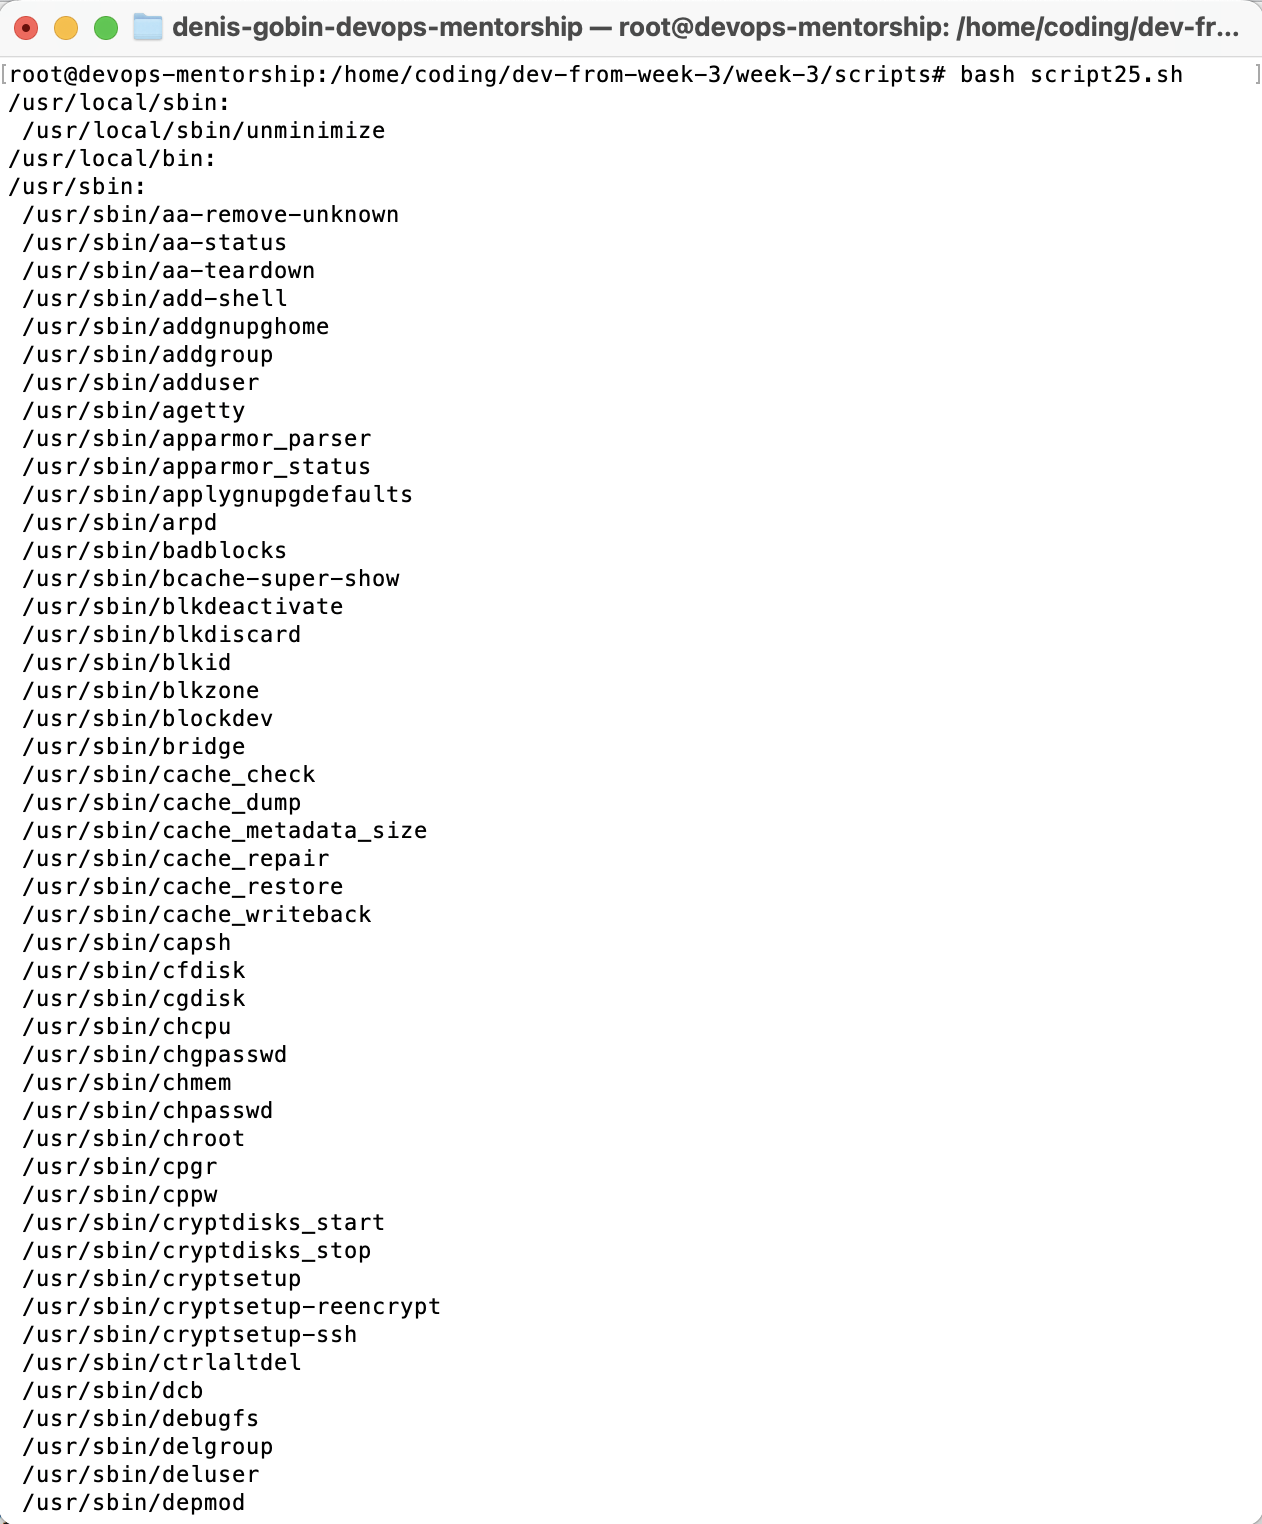 denis-gobin-devops-mentorship — root@devops-mentorship: /home/coding/dev-fr...
[root@devops-mentorship:/home/coding/dev-from-week-3/week-3/scripts# bash script25.sh ]
/usr/local/sbin:
/usr/local/sbin/unminimize
/usr/local/bin:
/usr/sbin:
/usr/sbin/aa-remove-unknown
/usr/sbin/aa-status
/usr/sbin/aa-teardown
/usr/sbin/add-shell
/usr/sbin/addgnupghome
/usr/sbin/addgroup
/usr/sbin/adduser
/usr/sbin/agetty
/usr/sbin/apparmor_parser
/usr/sbin/apparmor_status
/usr/sbin/applygnupgdefaults
/usr/sbin/arpd
/usr/sbin/badblocks
/usr/sbin/bcache-super-show
/usr/sbin/blkdeactivate
/usr/sbin/blkdiscard
/usr/sbin/blkid
/usr/sbin/blkzone
/usr/sbin/blockdev
/usr/sbin/bridge
/usr/sbin/cache_check
/usr/sbin/cache_dump
/usr/sbin/cache_metadata_size
/usr/sbin/cache_repair
/usr/sbin/cache_restore
/usr/sbin/cache_writeback
/usr/sbin/capsh
/usr/sbin/cfdisk
/usr/sbin/cgdisk
/usr/sbin/chcpu
/usr/sbin/chgpasswd
/usr/sbin/chmem
/usr/sbin/chpasswd
/usr/sbin/chroot
/usr/sbin/cpgr
/usr/sbin/cppw
/usr/sbin/cryptdisks_start
/usr/sbin/cryptdisks_stop
/usr/sbin/cryptsetup
/usr/sbin/cryptsetup-reencrypt
/usr/sbin/cryptsetup-ssh
/usr/sbin/ctrlaltdel
/usr/sbin/dcb
/usr/sbin/debugfs
/usr/sbin/delgroup
/usr/sbin/deluser
/usr/sbin/depmod